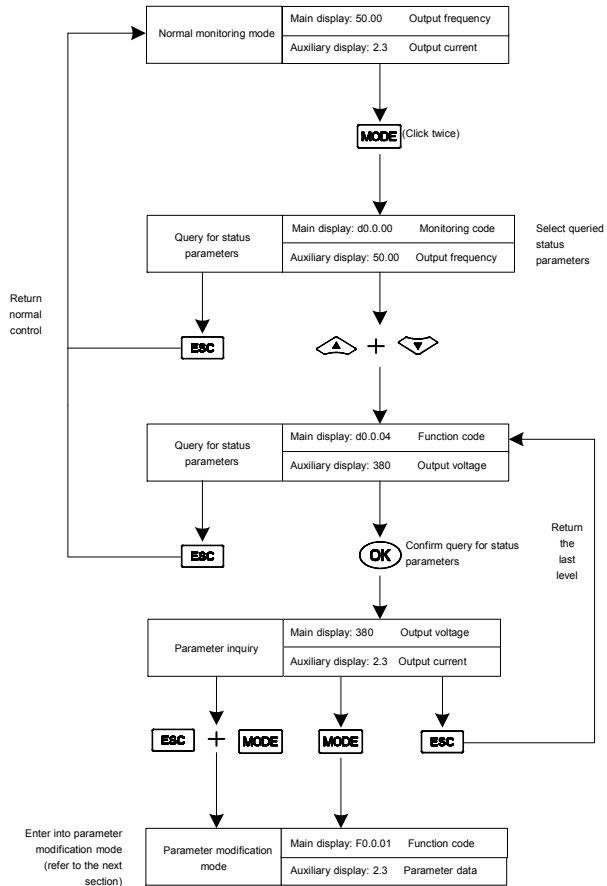 Normal monitoring mode
Main display: 50.00 Output frequency
Auxiliary display: 2.3 Output current
MODE (Click twice)
Query for status
parameters
Main display: d0.0.00 Monitoring code
Auxiliary display: 50.00 Output frequency
Select queried
status
parameters
Return
normal
control
ESC
+
Query for status
parameters
Main display: d0.0.04 Function code
Auxiliary display: 380 Output voltage
ESC
OK
Confirm query for status
parameters
Return
the
last
level
Parameter inquiry
Main display: 380 Output voltage
Auxiliary display: 2.3 Output current
ESC + MODE
MODE
ESC
Enter into parameter
modification mode
(refer to the next
section)
Parameter modification
mode
Main display: F0.0.01 Function code
Auxiliary display: 2.3 Parameter data